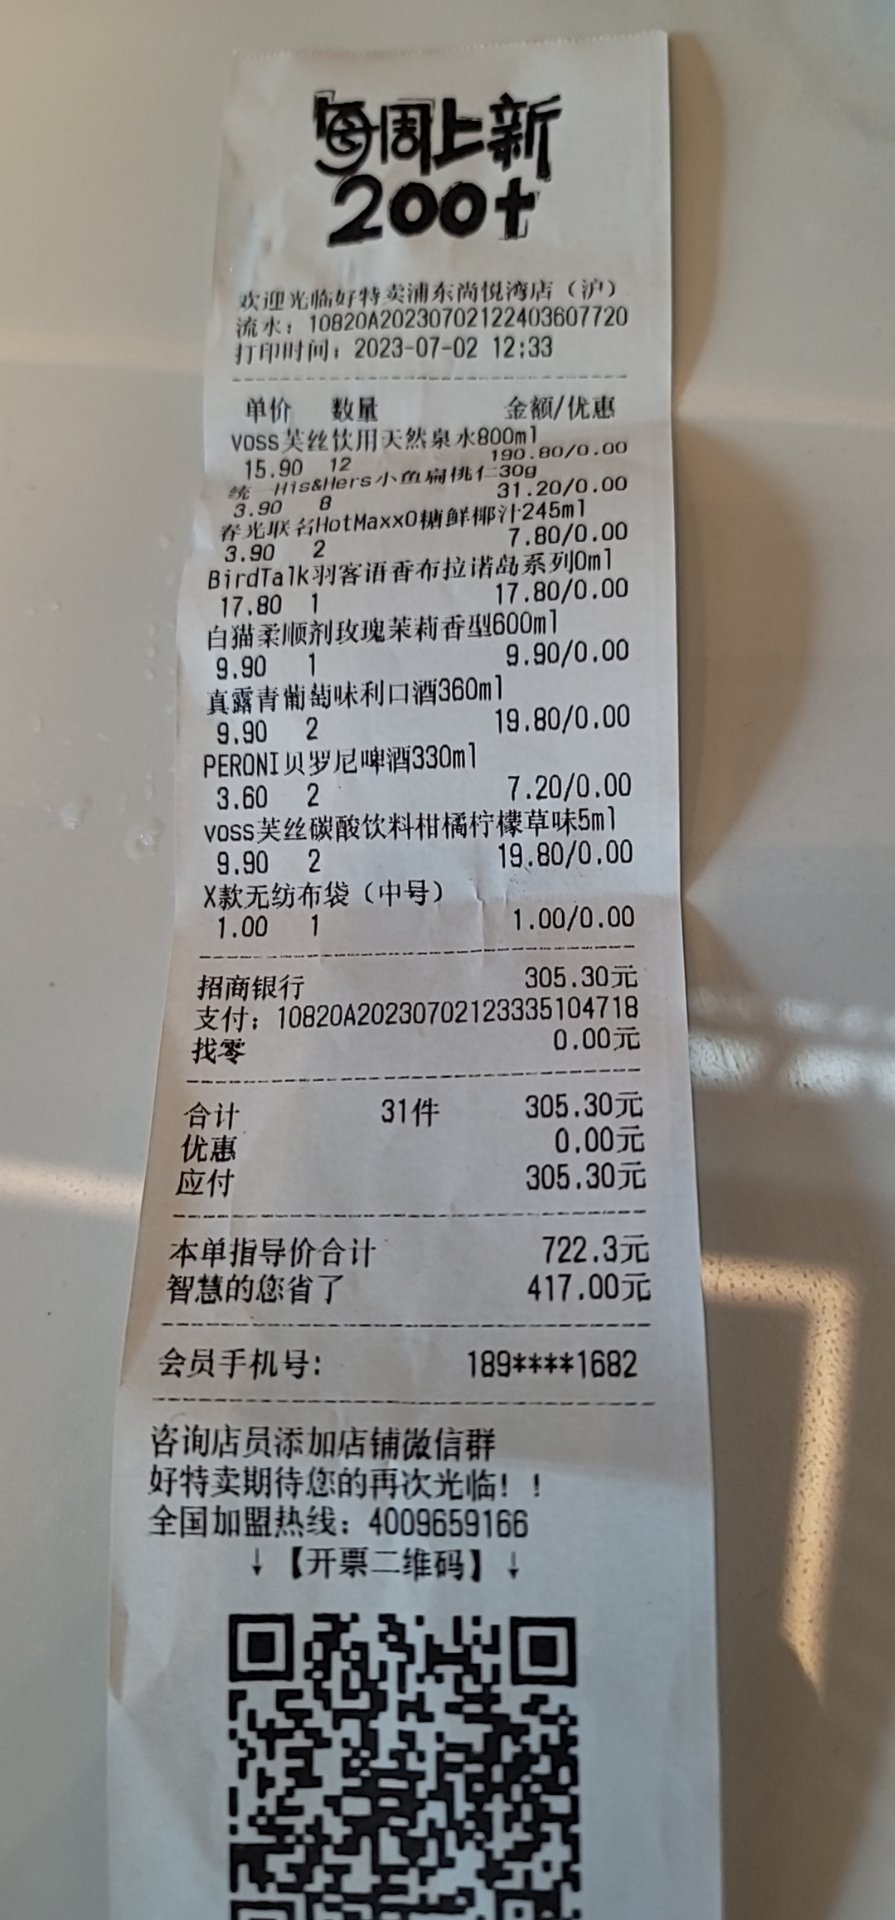 「每周上新
200+」
欢迎光临好特卖浦东尚悦湾店（沪）
流水：10820A20230702122403607720
打印时间：2023-07-02 12:33
单价 数量 金额/优惠
voss芙丝饮用天然泉水800ml
15.90 12 190.80/0.00
统一His&Hers小鱼扁桃仁30g
3.90 8 31.20/0.00
春光联名HotMaxx0糖鲜椰汁245ml
3.90 2 7.80/0.00
BirdTalk羽客语香布拉诺岛系列0ml
17.80 1 17.80/0.00
白猫柔顺剂玫瑰茉莉香型600ml
9.90 1 9.90/0.00
真露青葡萄味利口酒360ml
9.90 2 19.80/0.00
PERONI贝罗尼啤酒330ml
3.60 2 7.20/0.00
voss芙丝碳酸饮料柑橘柠檬草味5ml
9.90 2 19.80/0.00
X款无纺布袋（中号）
1.00 1 1.00/0.00
招商银行 305.30元
支付：10820A20230702123335104718
找零 0.00元
合计 31件 305.30元
优惠 0.00元
应付 305.30元
本单指导价合计 722.3元
智慧的您省了 417.00元
会员手机号: 189****1682
咨询店员添加店铺微信群
好特卖期待您的再次光临！！
全国加盟热线：4009659166
↓【开票二维码】↓